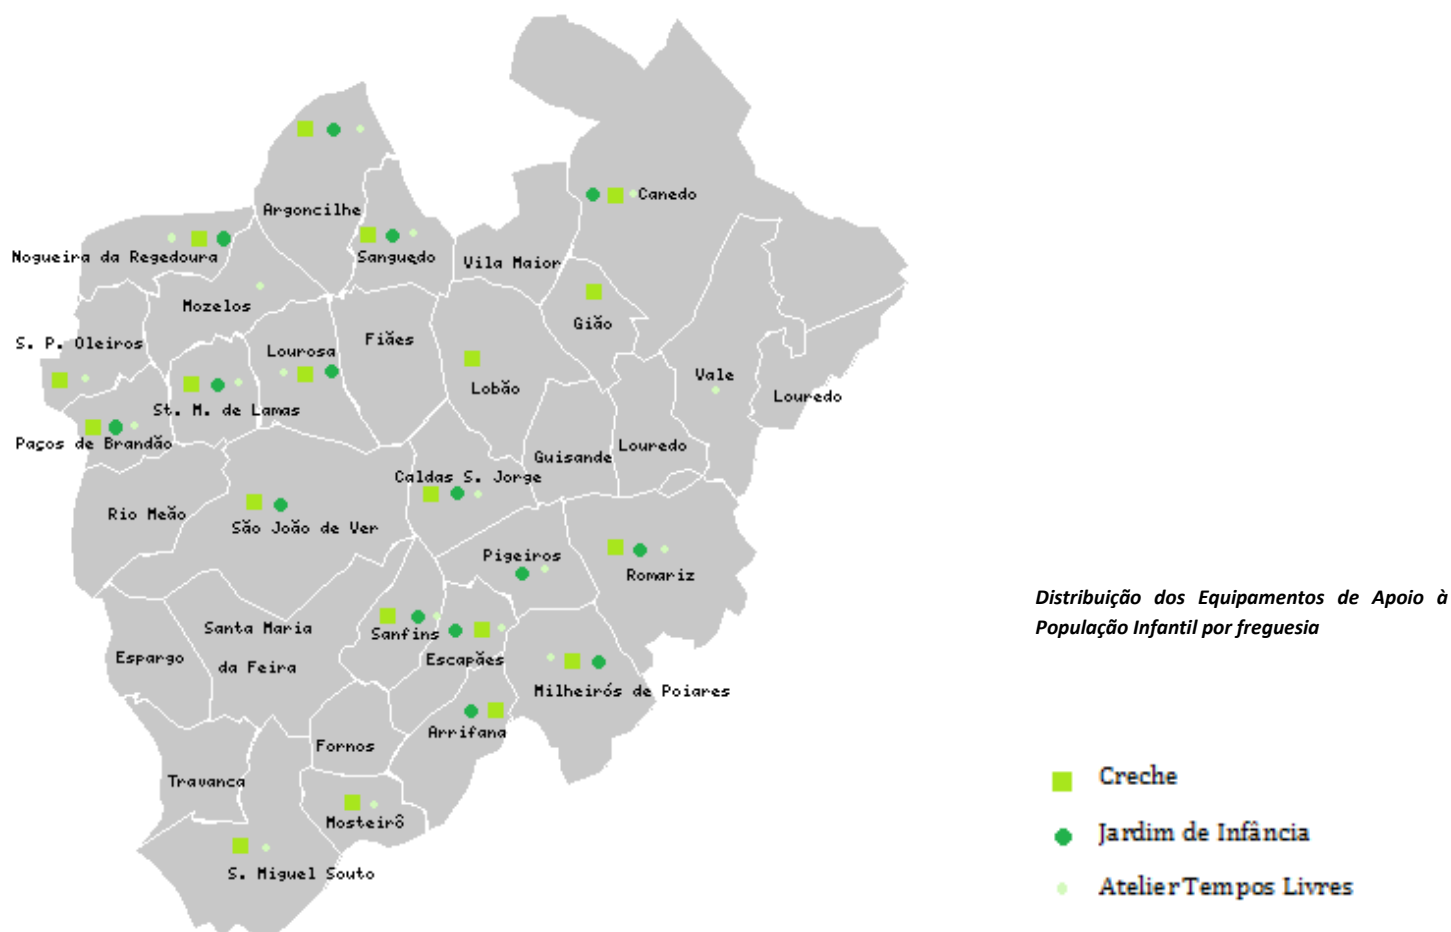 Argoncilhe
Canedo
Nogueira da Regedoura
Sanguedo
Vila Maior
Mozelos
Gião
S. P. Oleiros
Lourosa
Fiães
Vale
Lobão
Louredo
St. M. de Lamas
Paços de Brandão
Guisande
Louredo
Caldas S. Jorge
Rio Meão
São João de Ver
Pigeiros
Romariz
Distribuição dos Equipamentos de Apoio à
População Infantil por freguesia
Santa Maria
da Feira
Sanfins
Espargo
Escapães
Milheirós de Poiares
Arrifana
Fornos
Travanca
Mosteirô
S. Miguel Souto
Creche
Jardim de Infância
Atelier Tempos Livres